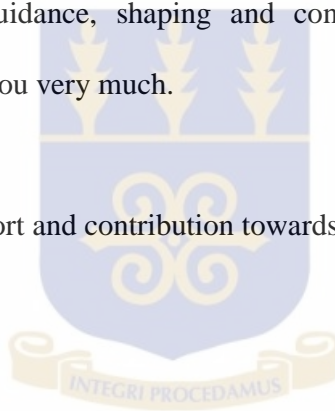 uidance, shaping and con
ou very much.
ort and contribution towards
INTEGRI PROCEDAMUS